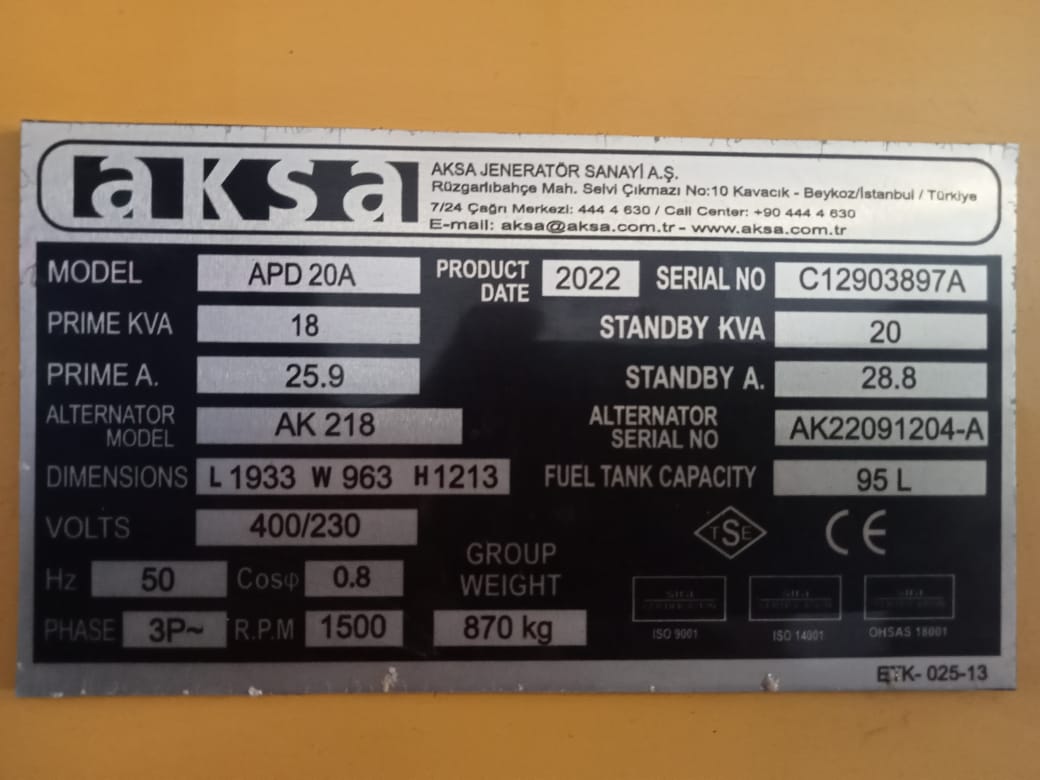 aksa
AKSA JENERATÖR SANAYİ A.Ş.
Rüzgarlıbahçe Mah. Selvi Çıkmazı No:10 Kavacık - Beykoz/İstanbul / Türkiye
7/24 Çağrı Merkezi: 444 4 630 / Call Center: +90 444 4 630
E-mail: aksa@aksa.com.tr - www.aksa.com.tr
MODEL APD 20A PRODUCT DATE 2022 SERIAL NO C12903897A
PRIME KVA 18 STANDBY KVA 20
PRIME A. 25.9 STANDBY A. 28.8
ALTERNATOR MODEL AK 218 ALTERNATOR SERIAL NO AK22091204-A
DIMENSIONS L 1933 W 963 H 1213 FUEL TANK CAPACITY 95 L
VOLTS 400/230
TSE CE
Hz 50 Cosφ 0.8
GROUP WEIGHT 870 kg
PHASE 3P~ R.P.M 1500
ISO 9001 ISO 14001 OHSAS 18001
ETK- 025-13